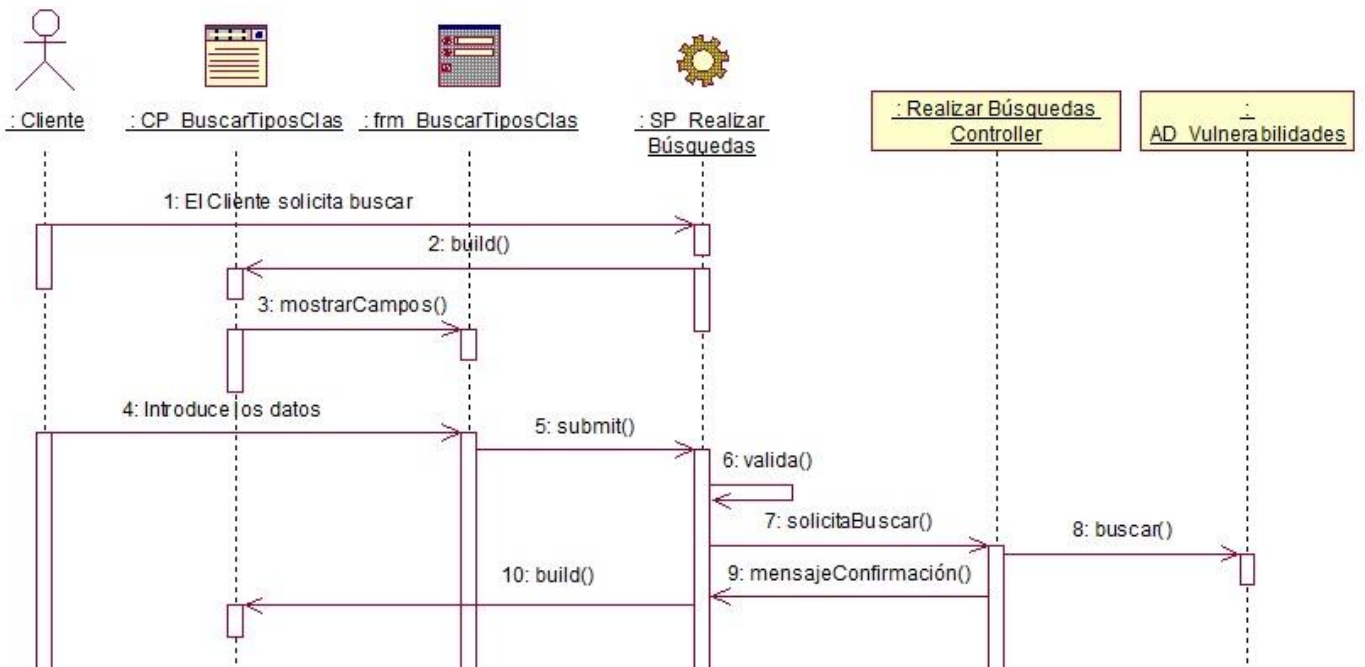 : Cliente
: CP_BuscarTiposClas
: frm_BuscarTiposClas
: SP_Realizar
Búsquedas
: Realizar Búsquedas
Controller
:
AD_Vulnerabilidades
1: El Cliente solicita buscar
2: build()
3: mostrarCampos()
4: Introduce los datos
5: submit()
6: valida()
7: solicitaBuscar()
8: buscar()
9: mensajeConfirmación()
10: build()